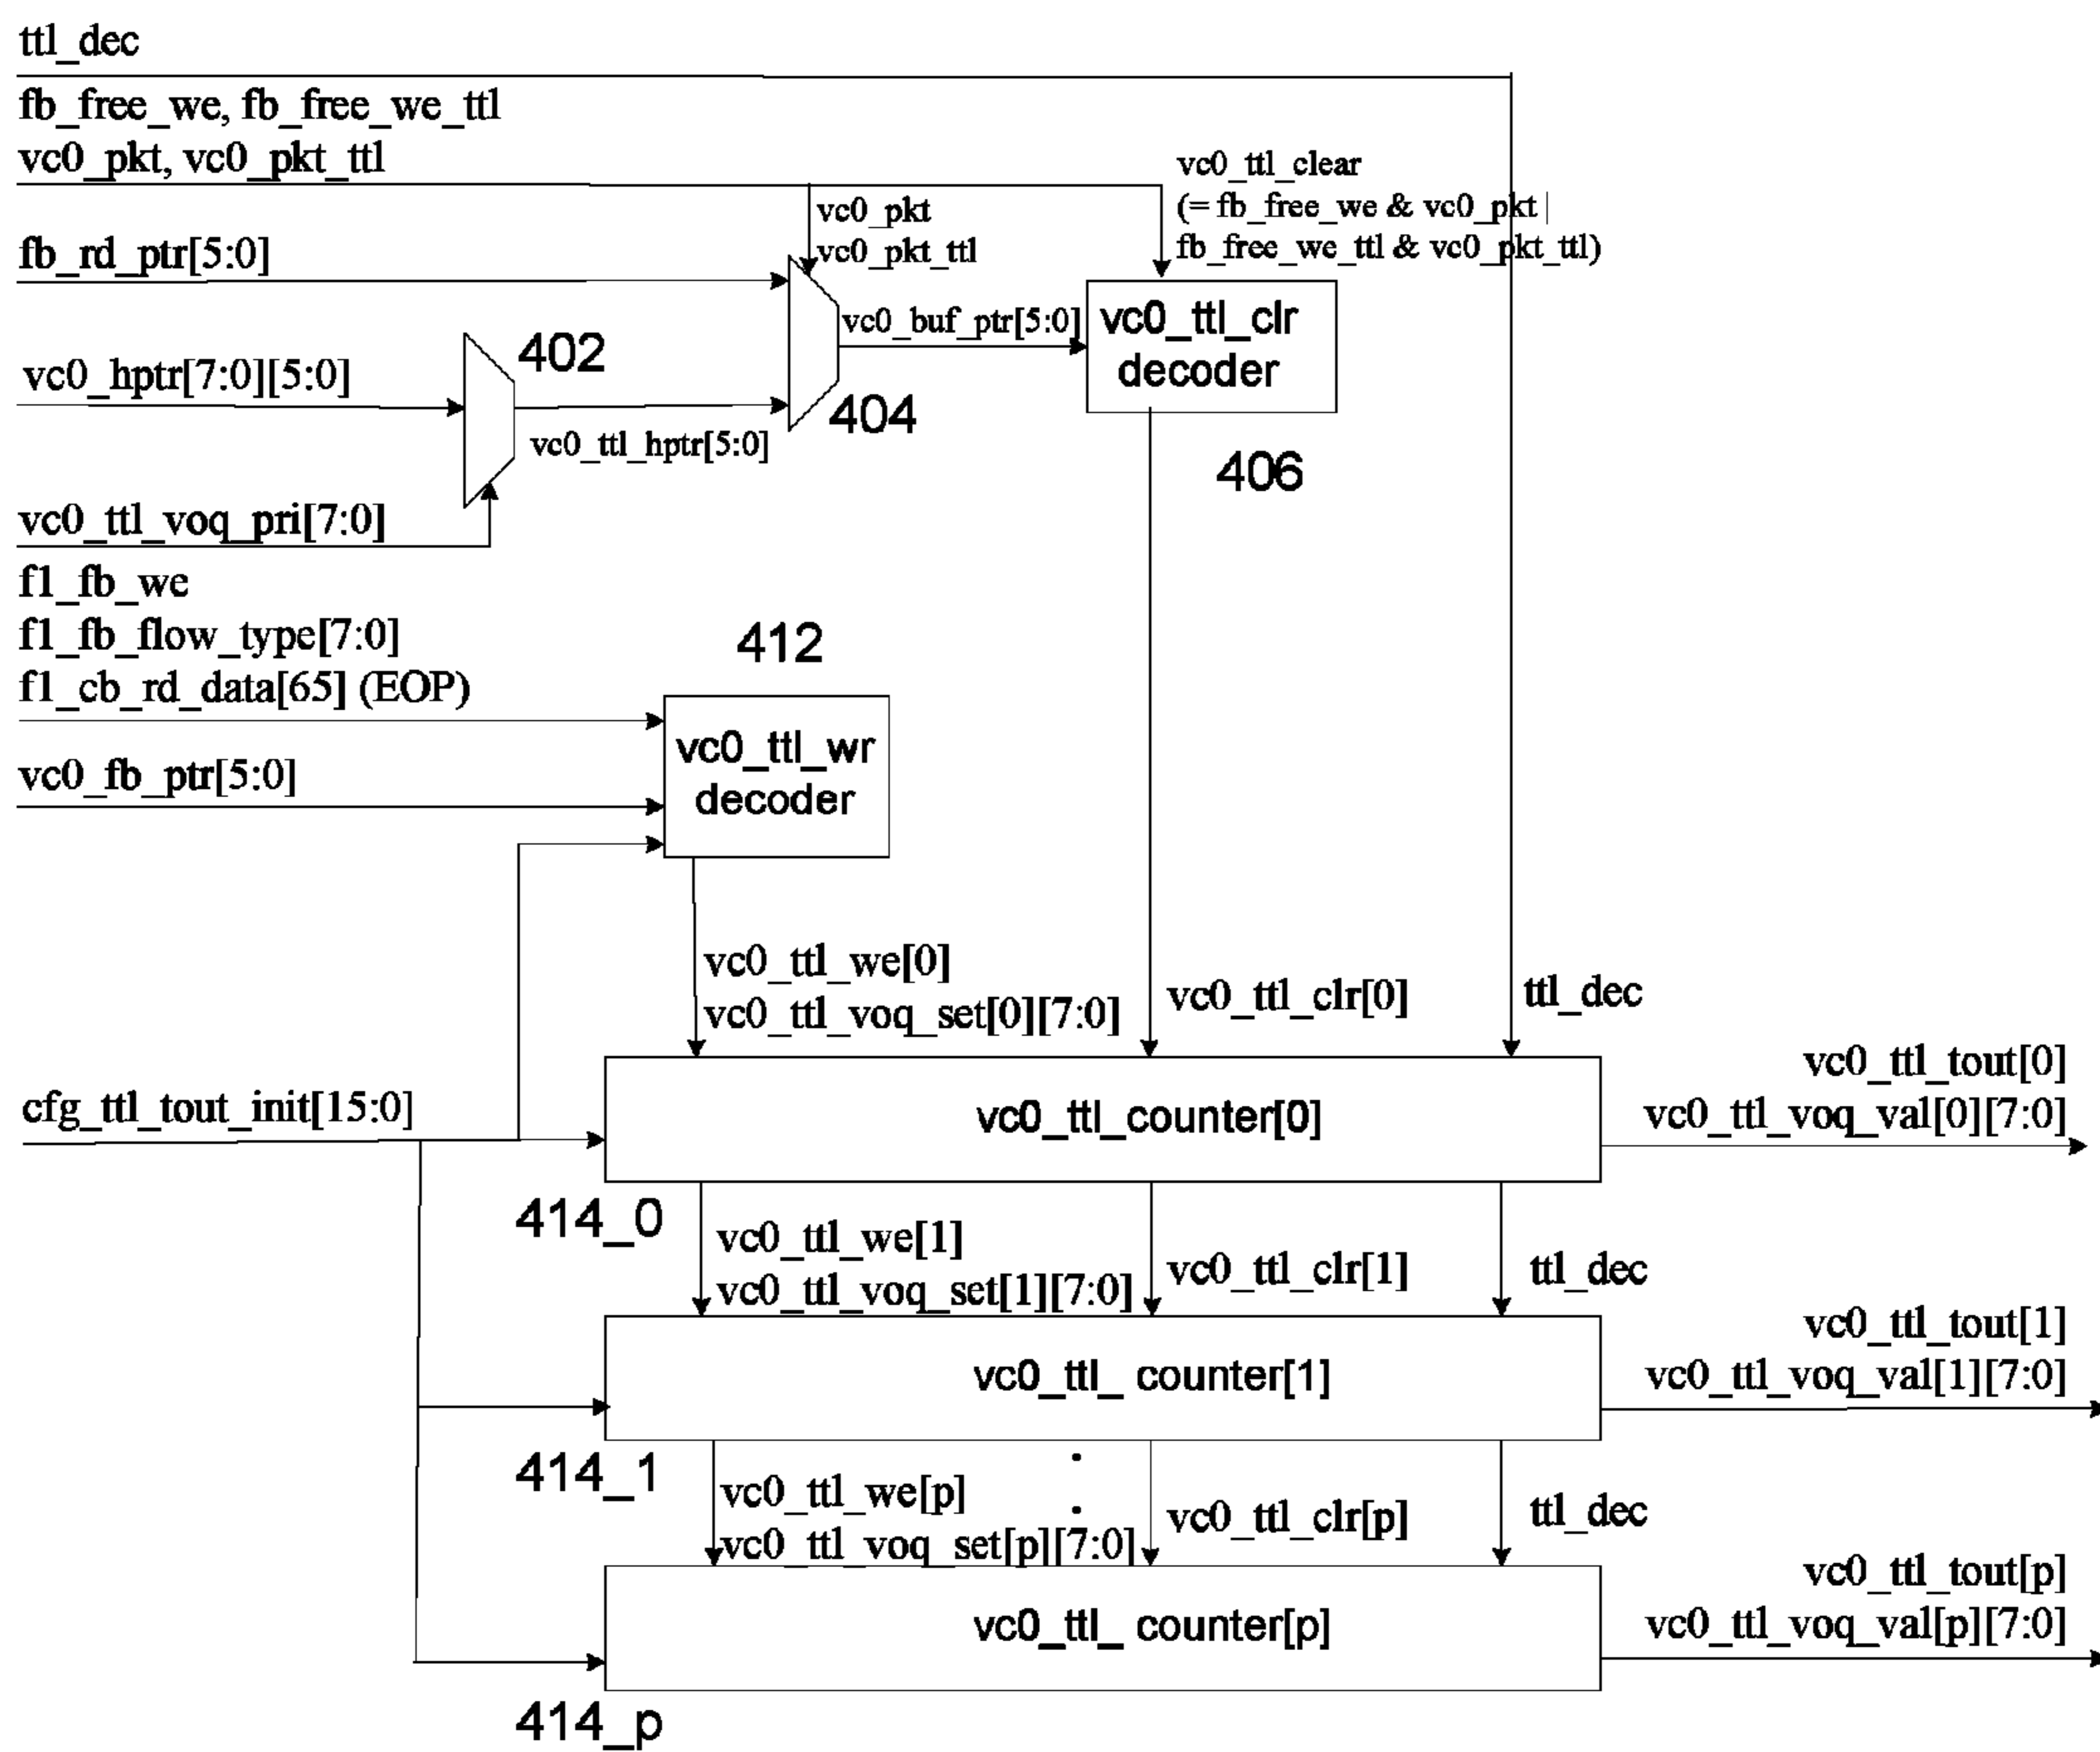 ttl_dec
fb_free_we, fb_free_we_ttl
vc0_pkt, vc0_pkt_ttl
vc0_ttl_clear
(= fb_free_we & vc0_pkt |
fb_free_we_ttl & vc0_pkt_ttl)
vc0_pkt
vc0_pkt_ttl
fb_rd_ptr[5:0]
vc0_buf_ptr[5:0]
vc0_ttl_clr
decoder
402
vc0_hptr[7:0][5:0]
404
vc0_ttl_hptr[5:0]
406
vc0_ttl_voq_pri[7:0]
f1_fb_we
f1_fb_flow_type[7:0]
f1_cb_rd_data[65] (EOP)
412
vc0_ttl_wr
decoder
vc0_fb_ptr[5:0]
vc0_ttl_we[0]
vc0_ttl_voq_set[0][7:0]
vc0_ttl_clr[0]
ttl_dec
cfg_ttl_tout_init[15:0]
vc0_ttl_counter[0]
vc0_ttl_tout[0]
vc0_ttl_voq_val[0][7:0]
414_0
vc0_ttl_we[1]
vc0_ttl_voq_set[1][7:0]
vc0_ttl_clr[1]
ttl_dec
vc0_ttl_ counter[1]
vc0_ttl_tout[1]
vc0_ttl_voq_val[1][7:0]
414_1
vc0_ttl_we[p]
vc0_ttl_voq_set[p][7:0]
vc0_ttl_clr[p]
ttl_dec
vc0_ttl_ counter[p]
vc0_ttl_tout[p]
vc0_ttl_voq_val[p][7:0]
414_p